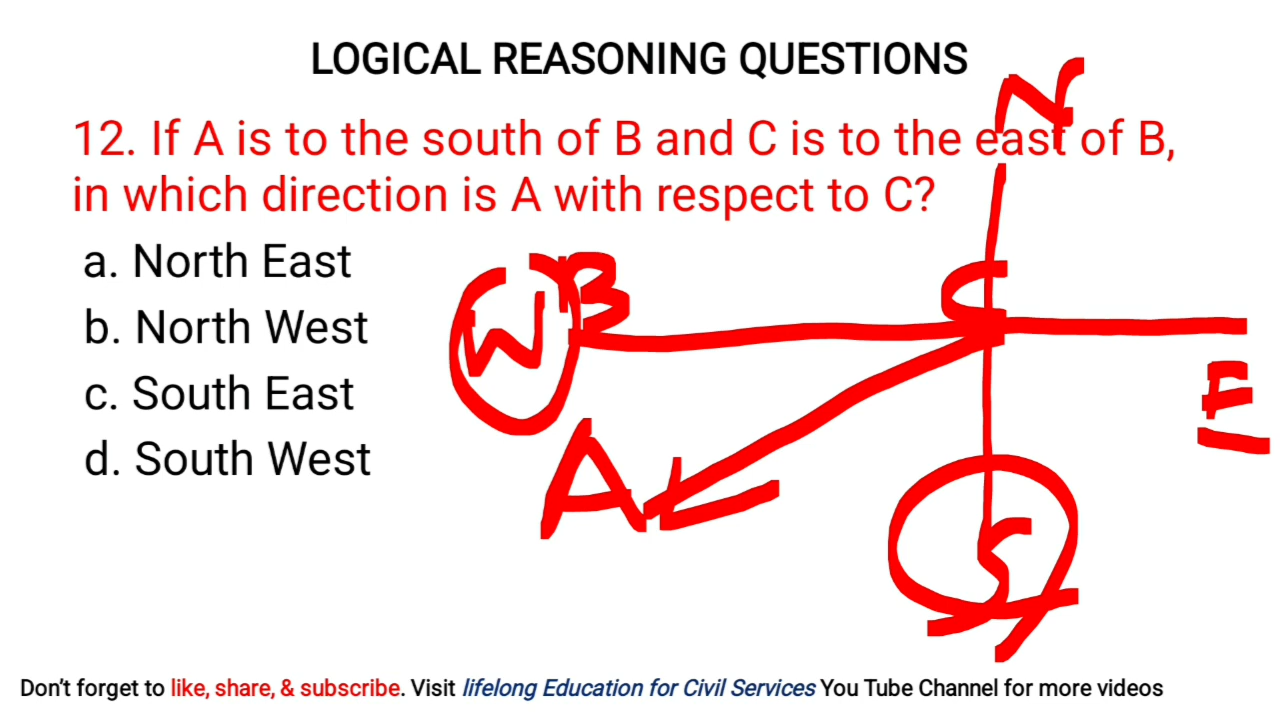 LOGICAL REASONING QUESTIONS
12. If A is to the south of B and C is to the east of B,
in which direction is A with respect to C?
a. North East
b. North West
c. South East
d. South West
N
W B C
E
A
S
Don't forget to like, share, & subscribe. Visit lifelong Education for Civil Services You Tube Channel for more videos